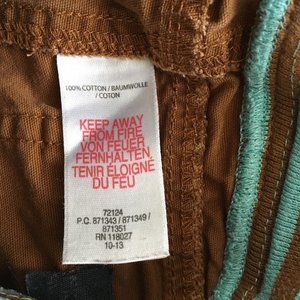 100% COTTON / BAUMWOLLE
/ COTON
KEEP AWAY
FROM FIRE
VON FEUER
FERNHALTEN
TENIR ÉLOIGNÉ
DU FEU
72124
P.C. 871343 / 871349 /
871351
RN 118027
10-13